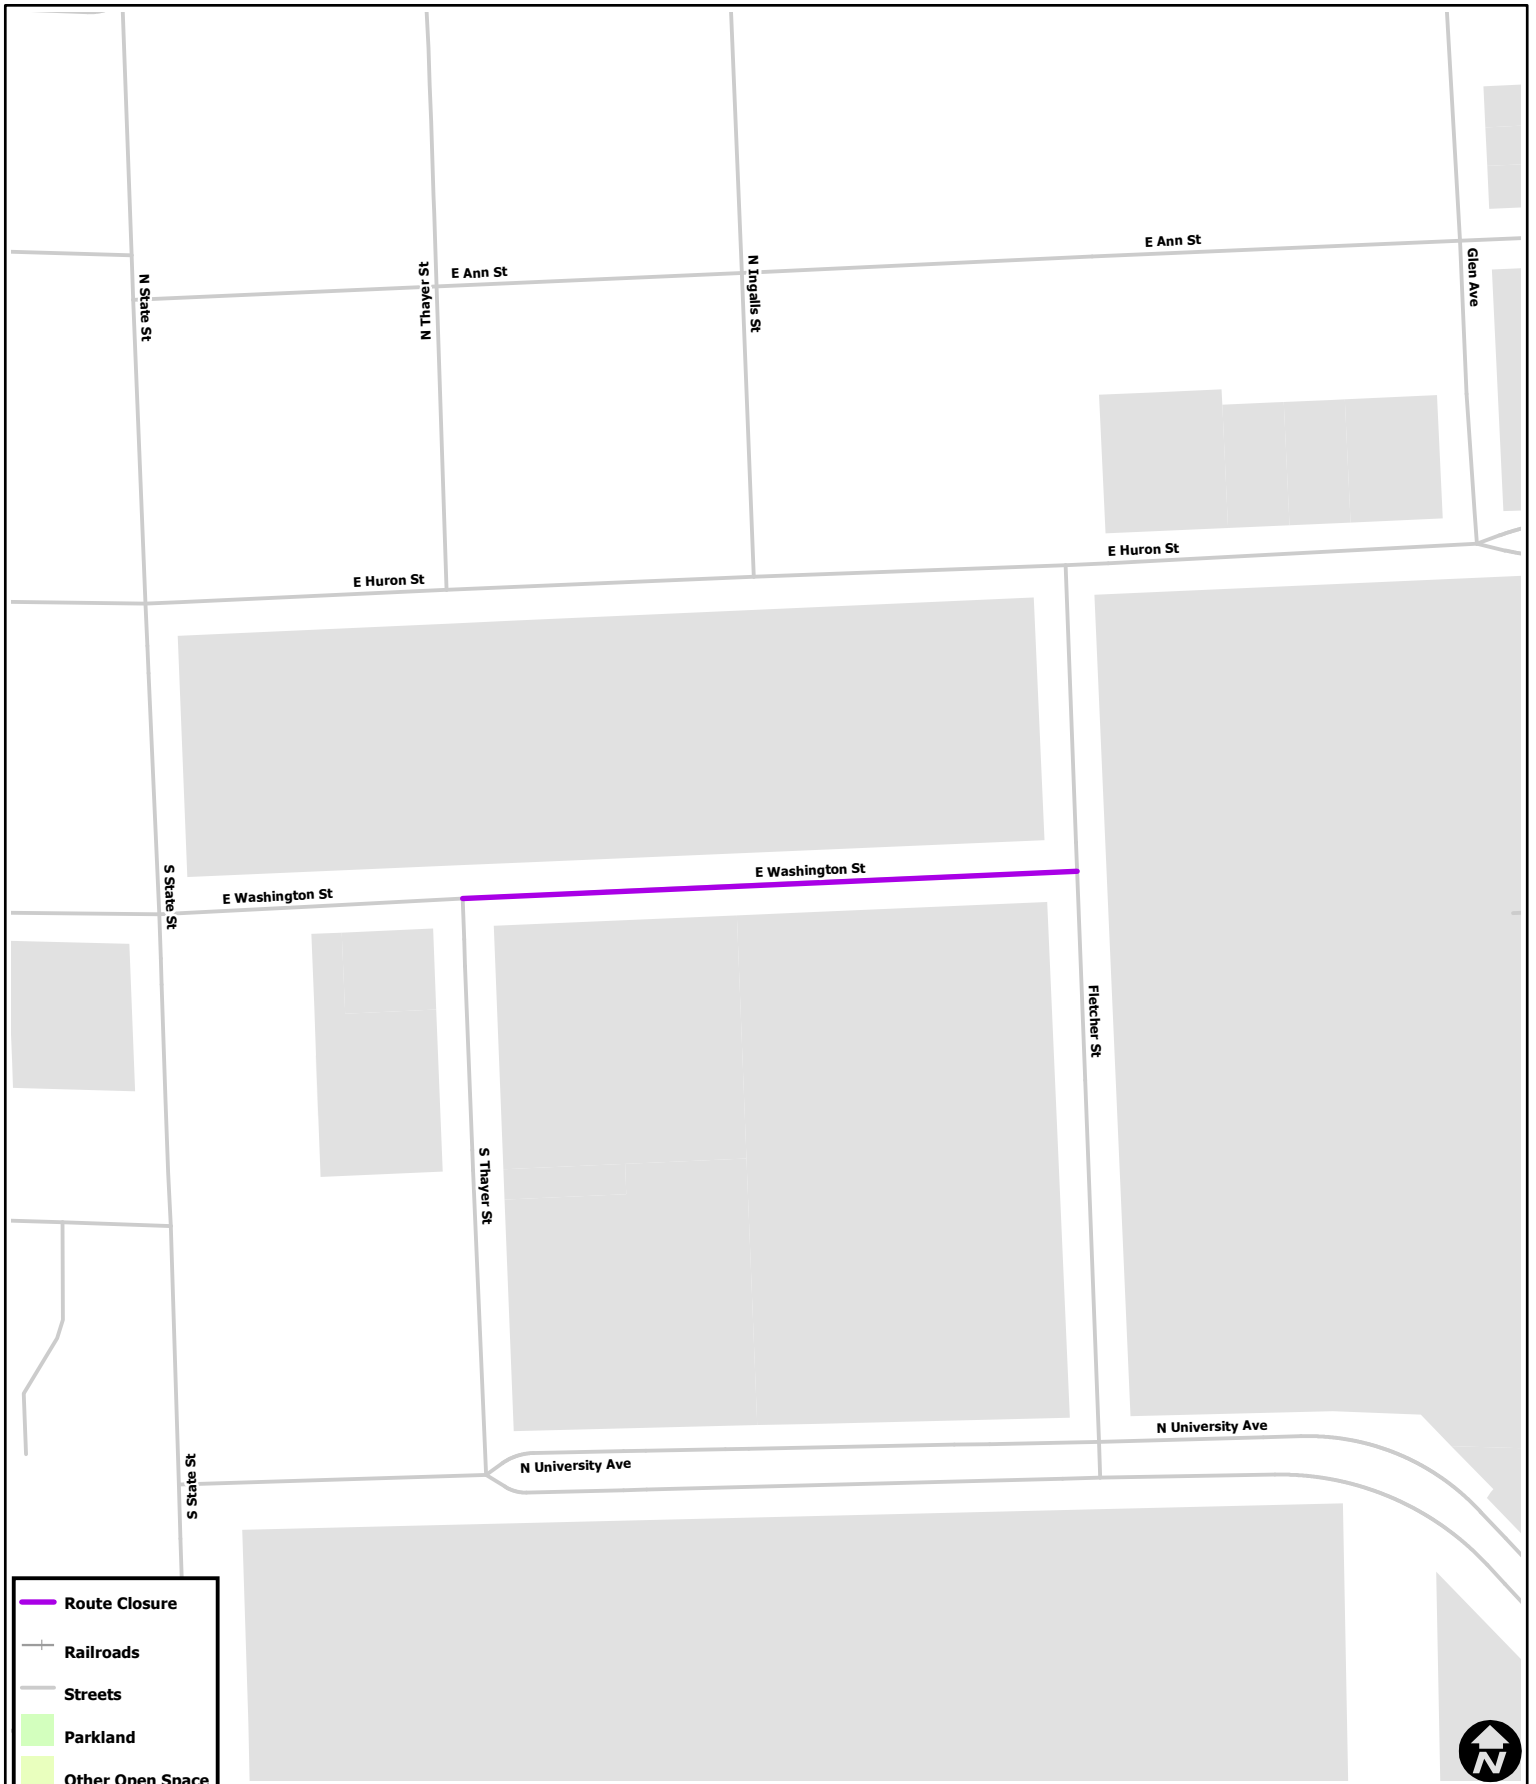 E Ann St
Glen Ave
N Ingalls St
N Thayer St
E Ann St
N State St
E Huron St
E Huron St
E Washington St
S State St
E Washington St
Fletcher St
S Thayer St
N University Ave
N University Ave
S State St
Route Closure
Railroads
Streets
Parkland
Other Open Space
N